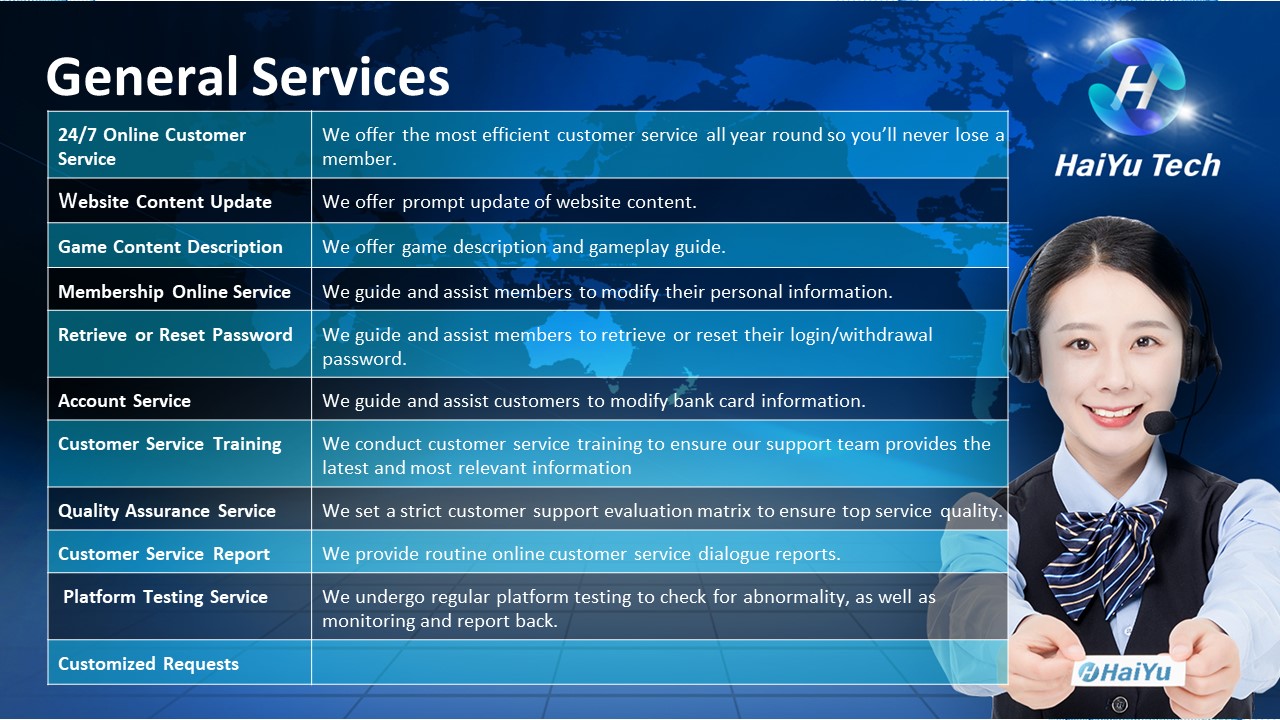 General Services
H
HaiYu Tech
24/7 Online Customer
Service
We offer the most efficient customer service all year round so you’ll never lose a
member.
Website Content Update
We offer prompt update of website content.
Game Content Description
We offer game description and gameplay guide.
Membership Online Service
We guide and assist members to modify their personal information.
Retrieve or Reset Password
We guide and assist members to retrieve or reset their login/withdrawal
password.
Account Service
We guide and assist customers to modify bank card information.
Customer Service Training
We conduct customer service training to ensure our support team provides the
latest and most relevant information
Quality Assurance Service
We set a strict customer support evaluation matrix to ensure top service quality.
Customer Service Report
We provide routine online customer service dialogue reports.
Platform Testing Service
We undergo regular platform testing to check for abnormality, as well as
monitoring and report back.
Customized Requests
HaiYu